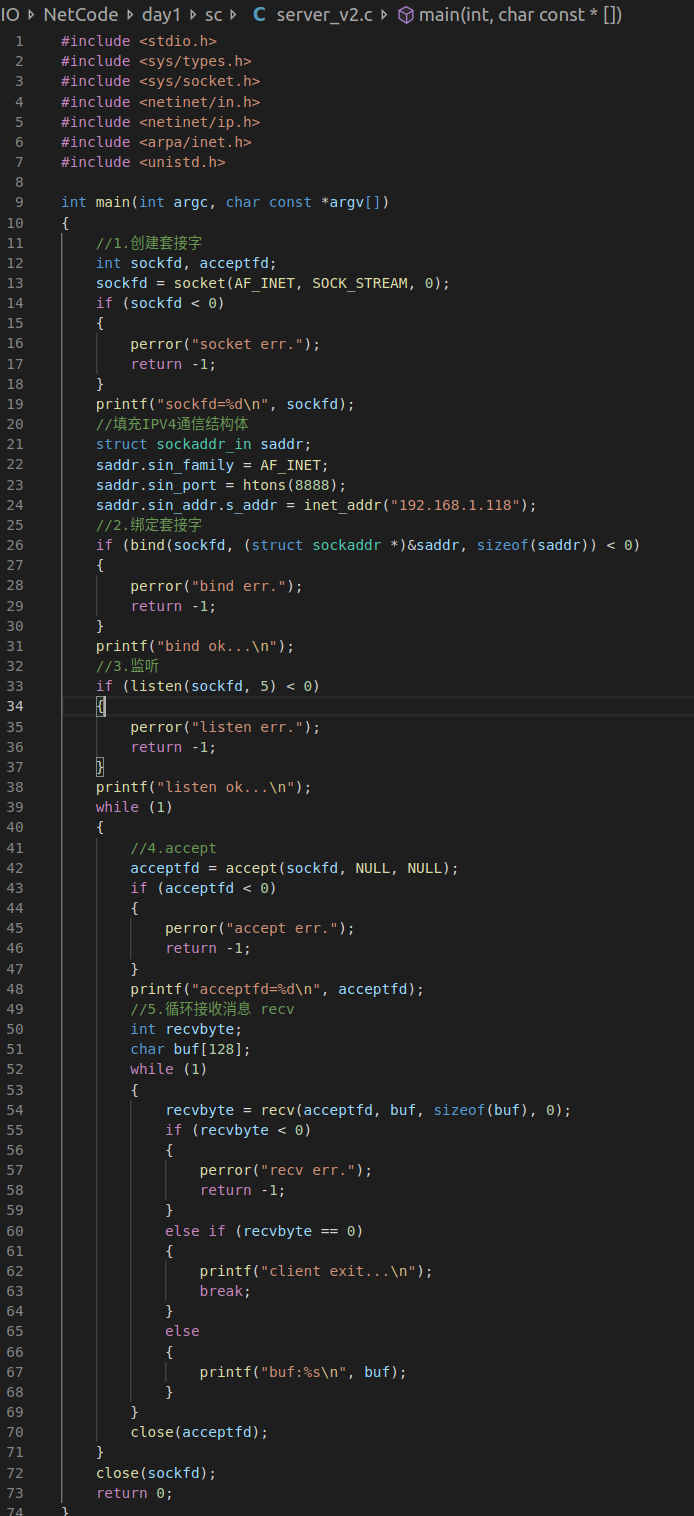 IO > NetCode > day1 > sc > C server_v2.c > main(int, char const * [])
1 #include <stdio.h>
2 #include <sys/types.h>
3 #include <sys/socket.h>
4 #include <netinet/in.h>
5 #include <netinet/ip.h>
6 #include <arpa/inet.h>
7 #include <unistd.h>
8
9 int main(int argc, char const *argv[])
10 {
11     //1.创建套接字
12     int sockfd, acceptfd;
13     sockfd = socket(AF_INET, SOCK_STREAM, 0);
14     if (sockfd < 0)
15     {
16         perror("socket err.");
17         return -1;
18     }
19     printf("sockfd=%d\n", sockfd);
20     //填充IPV4通信结构体
21     struct sockaddr_in saddr;
22     saddr.sin_family = AF_INET;
23     saddr.sin_port = htons(8888);
24     saddr.sin_addr.s_addr = inet_addr("192.168.1.118");
25     //2.绑定套接字
26     if (bind(sockfd, (struct sockaddr *)&saddr, sizeof(saddr)) < 0)
27     {
28         perror("bind err.");
29         return -1;
30     }
31     printf("bind ok...\n");
32     //3.监听
33     if (listen(sockfd, 5) < 0)
34     {
35         perror("listen err.");
36         return -1;
37     }
38     printf("listen ok...\n");
39     while (1)
40     {
41         //4.accept
42         acceptfd = accept(sockfd, NULL, NULL);
43         if (acceptfd < 0)
44         {
45             perror("accept err.");
46             return -1;
47         }
48         printf("acceptfd=%d\n", acceptfd);
49         //5.循环接收消息 recv
50         int recvbyte;
51         char buf[128];
52         while (1)
53         {
54             recvbyte = recv(acceptfd, buf, sizeof(buf), 0);
55             if (recvbyte < 0)
56             {
57                 perror("recv err.");
58                 return -1;
59             }
60             else if (recvbyte == 0)
61             {
62                 printf("client exit...\n");
63                 break;
64             }
65             else
66             {
67                 printf("buf:%s\n", buf);
68             }
69         }
70         close(acceptfd);
71     }
72     close(sockfd);
73     return 0;
74 }